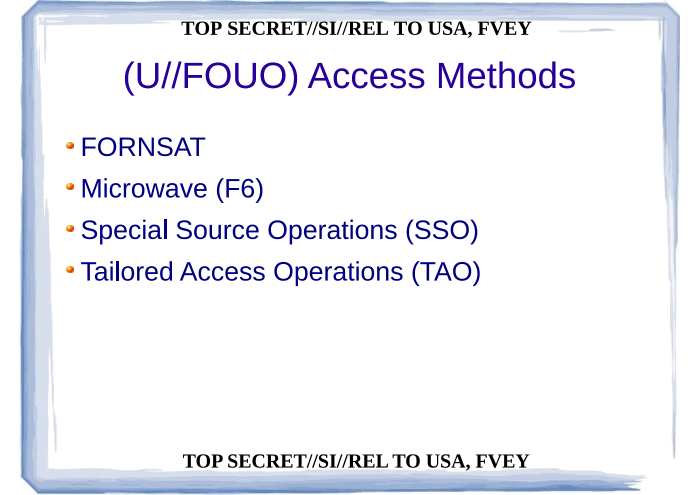 TOP SECRET//SI//REL TO USA, FVEY
(U//FOUO) Access Methods
FORNSAT
Microwave (F6)
Special Source Operations (SSO)
Tailored Access Operations (TAO)
TOP SECRET//SI//REL TO USA, FVEY